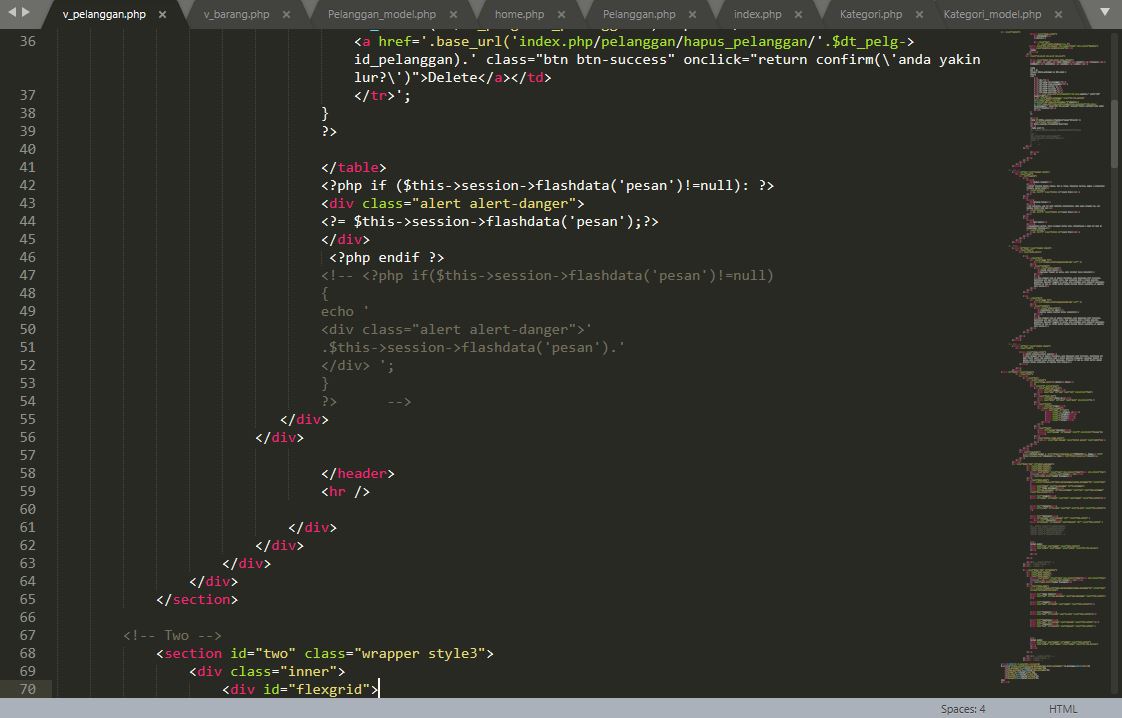 v_pelanggan.php × v_barang.php × Pelanggan_model.php × home.php × Pelanggan.php × index.php × Kategori.php × Kategori_model.php ×
36 <a href='.base_url('index.php/pelanggan/hapus_pelanggan/'.$dt_pelg->
id_pelanggan).' class="btn btn-success" onclick="return confirm(\'anda yakin
lur?\')">Delete</a></td>
37 </tr>';
38 }
39 ?>
40
41 </table>
42 <?php if ($this->session->flashdata('pesan')!=null): ?>
43 <div class="alert alert-danger">
44 <?= $this->session->flashdata('pesan');?>
45 </div>
46 <?php endif ?>
47 <!-- <?php if($this->session->flashdata('pesan')!=null)
48 {
49 echo '
50 <div class="alert alert-danger">'
51 .$this->session->flashdata('pesan').'
52 </div> ';
53 }
54 ?> -->
55 </div>
56 </div>
57
58 </header>
59 <hr />
60
61 </div>
62 </div>
63 </div>
64 </div>
65 </section>
66
67 <!-- Two -->
68 <section id="two" class="wrapper style3">
69 <div class="inner">
70 <div id="flexgrid">
Spaces: 4 HTML